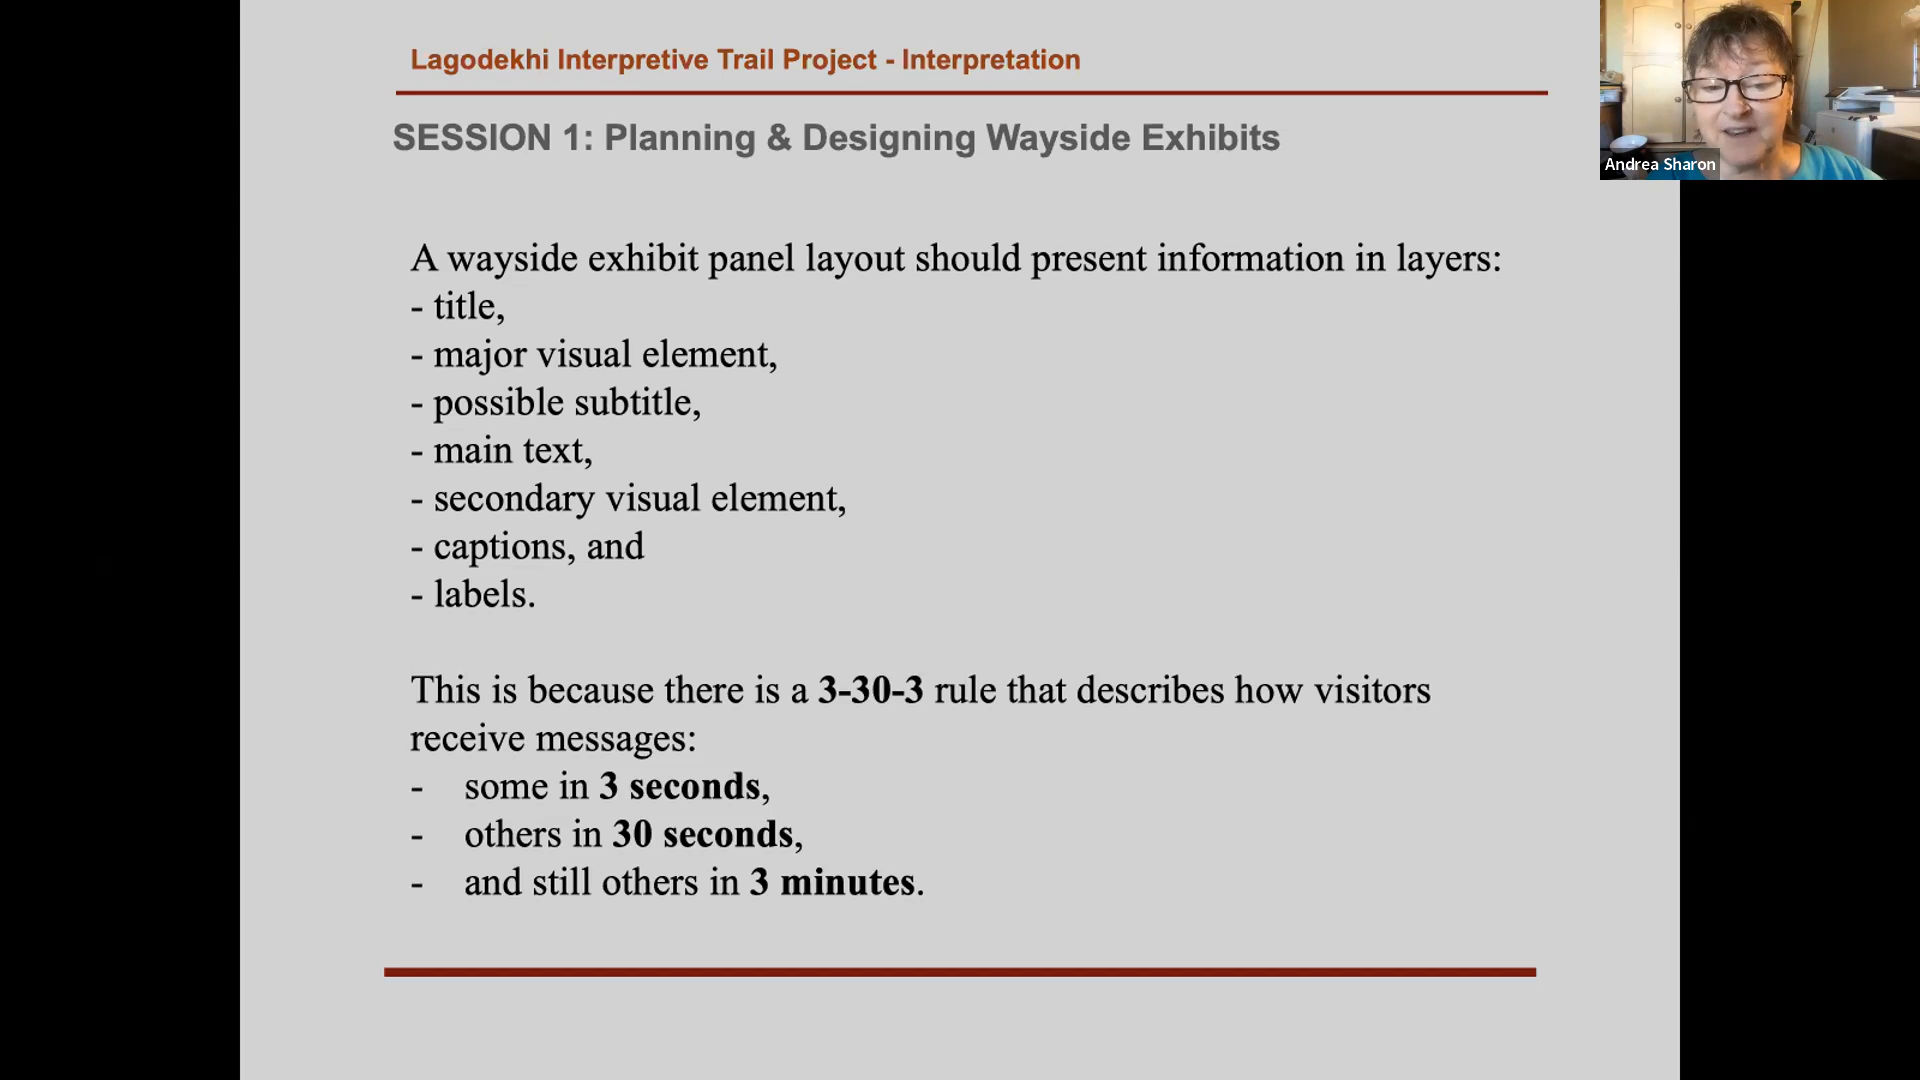 Lagodekhi Interpretive Trail Project - Interpretation
SESSION 1: Planning & Designing Wayside Exhibits
A wayside exhibit panel layout should present information in layers:
- title,
- major visual element,
- possible subtitle,
- main text,
- secondary visual element,
- captions, and
- labels.
This is because there is a 3-30-3 rule that describes how visitors
receive messages:
- some in 3 seconds,
- others in 30 seconds,
- and still others in 3 minutes.
Andrea Sharon